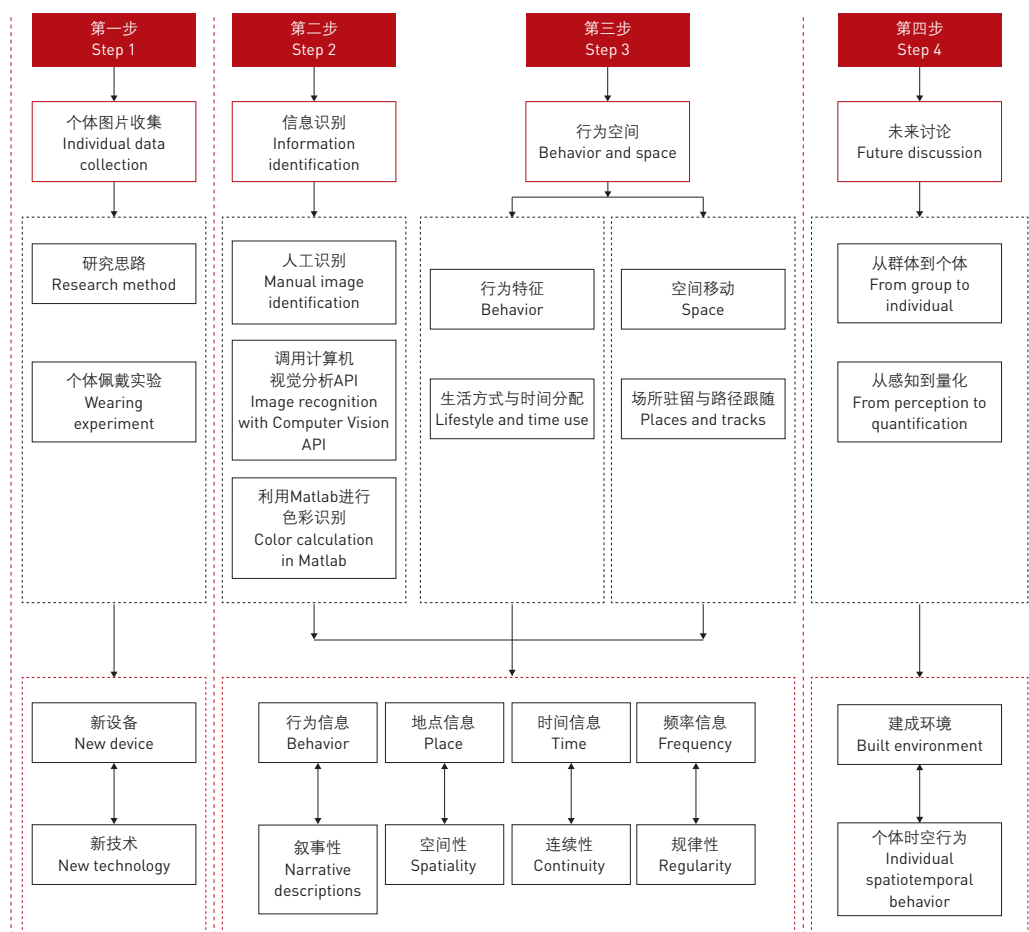 第一步
Step 1
第二步
Step 2
第三步
Step 3
第四步
Step 4
个体图片收集
Individual data
collection
信息识别
Information
identification
行为空间
Behavior and space
未来讨论
Future discussion
研究思路
Research method
个体佩戴实验
Wearing
experiment
人工识别
Manual image
identification
调用计算机
视觉分析API
Image recognition
with Computer Vision
API
利用Matlab进行
色彩识别
Color calculation
in Matlab
行为特征
Behavior
生活方式与时间分配
Lifestyle and time use
空间移动
Space
场所驻留与路径跟随
Places and tracks
从群体到个体
From group to
individual
从感知到量化
From perception to
quantification
新设备
New device
新技术
New technology
行为信息
Behavior
地点信息
Place
时间信息
Time
频率信息
Frequency
叙事性
Narrative
descriptions
空间性
Spatiality
连续性
Continuity
规律性
Regularity
建成环境
Built environment
个体时空行为
Individual
spatiotemporal
behavior